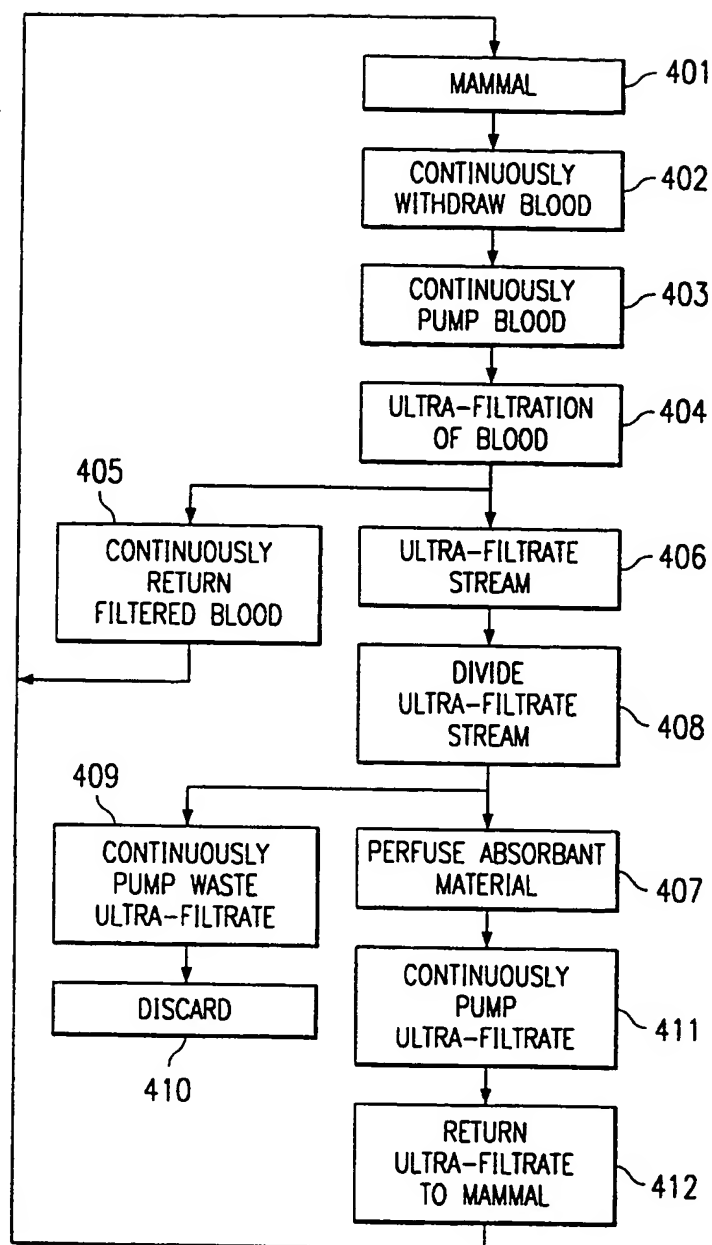 MAMMAL
401
CONTINUOUSLY
WITHDRAW BLOOD
402
CONTINUOUSLY
PUMP BLOOD
403
ULTRA-FILTRATION
OF BLOOD
404
405
CONTINUOUSLY
RETURN
FILTERED BLOOD
ULTRA-FILTRATE
STREAM
406
DIVIDE
ULTRA-FILTRATE
STREAM
408
409
CONTINUOUSLY
PUMP WASTE
ULTRA-FILTRATE
PERFUSE ABSORBANT
MATERIAL
407
DISCARD
410
CONTINUOUSLY
PUMP
ULTRA-FILTRATE
411
RETURN
ULTRA-FILTRATE
TO MAMMAL
412